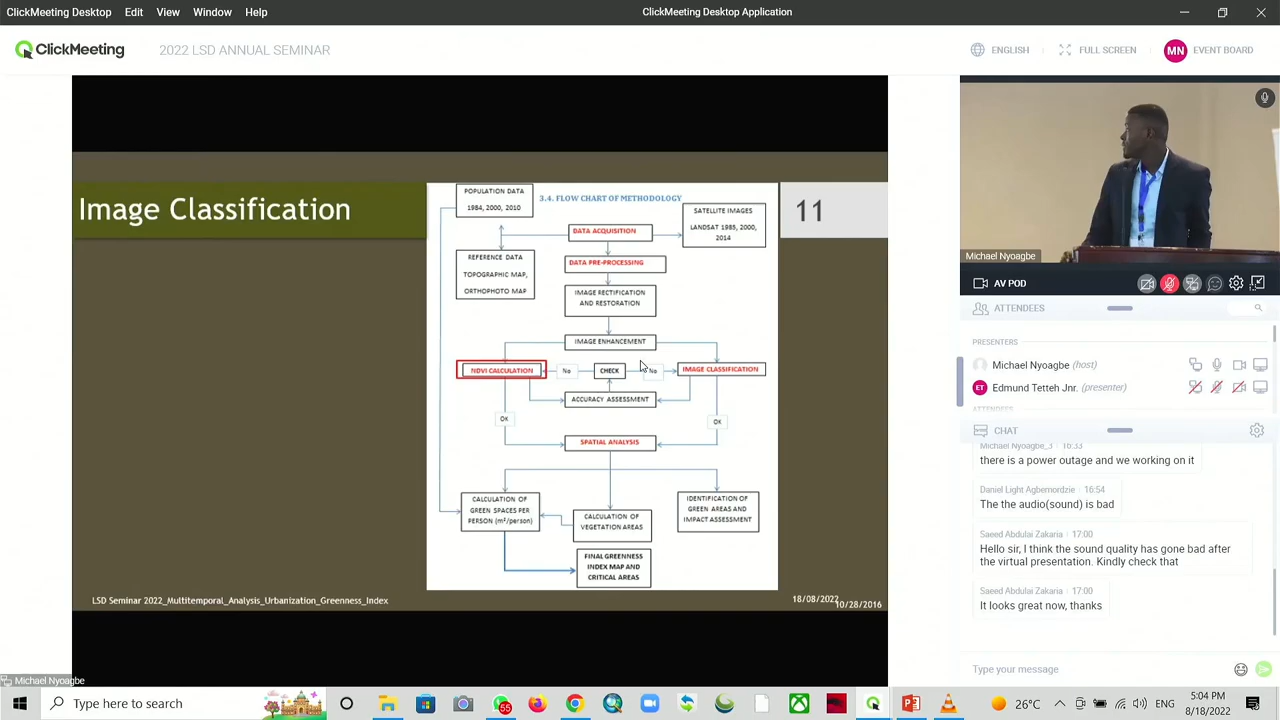 ClickMeeting Desktop Edit View Window Help
ClickMeeting Desktop Application
ClickMeeting
2022 LSD ANNUAL SEMINAR
ENGLISH
FULL SCREEN
MN
EVENT BOARD
Image Classification
11
POPULATION DATA
1984, 2000, 2010
3.4. FLOW CHART OF METHODOLOGY
SATELLITE IMAGES
LANDSAT 1985, 2000,
2014
DATA ACQUISITION
REFERENCE DATA
TOPOGRAPHIC MAP,
ORTHOPHOTO MAP
DATA PRE-PROCESSING
IMAGE RECTIFICATION
AND RESTORATION
IMAGE ENHANCEMENT
NDVI CALCULATION
No
CHECK
No
IMAGE CLASSIFICATION
ACCURACY ASSESSMENT
OK
OK
SPATIAL ANALYSIS
CALCULATION OF
GREEN SPACES PER
PERSON (m²/person)
CALCULATION OF
VEGETATION AREAS
IDENTIFICATION OF
GREEN AREAS AND
IMPACT ASSESSMENT
FINAL GREENNESS
INDEX MAP AND
CRITICAL AREAS
LSD Seminar 2022_Multitemporal_Analysis_Urbanization_Greenness_Index
18/08/2022
10/28/2016
Michael Nyoagbe
Michael Nyoagbe
AV POD
ATTENDEES
PRESENTERS
Michael Nyoagbe (host)
ET
Edmund Tetteh Jnr. (presenter)
ATTENDEES
CHAT
Michael Nyoagbe_3 16:33
there is a power outage and we working on it
Daniel Light Agbemordzie 16:54
The the audio(sound) is bad
Saeed Abdulai Zakaria 17:00
Hello sir, I think the sound quality has gone bad after
the virtual presentation. Kindly check that
Saeed Abdulai Zakaria 17:00
It looks great now, thanks
Type your message
Type here to search
55
26°C
ENG
5:04 PM
8/18/2022